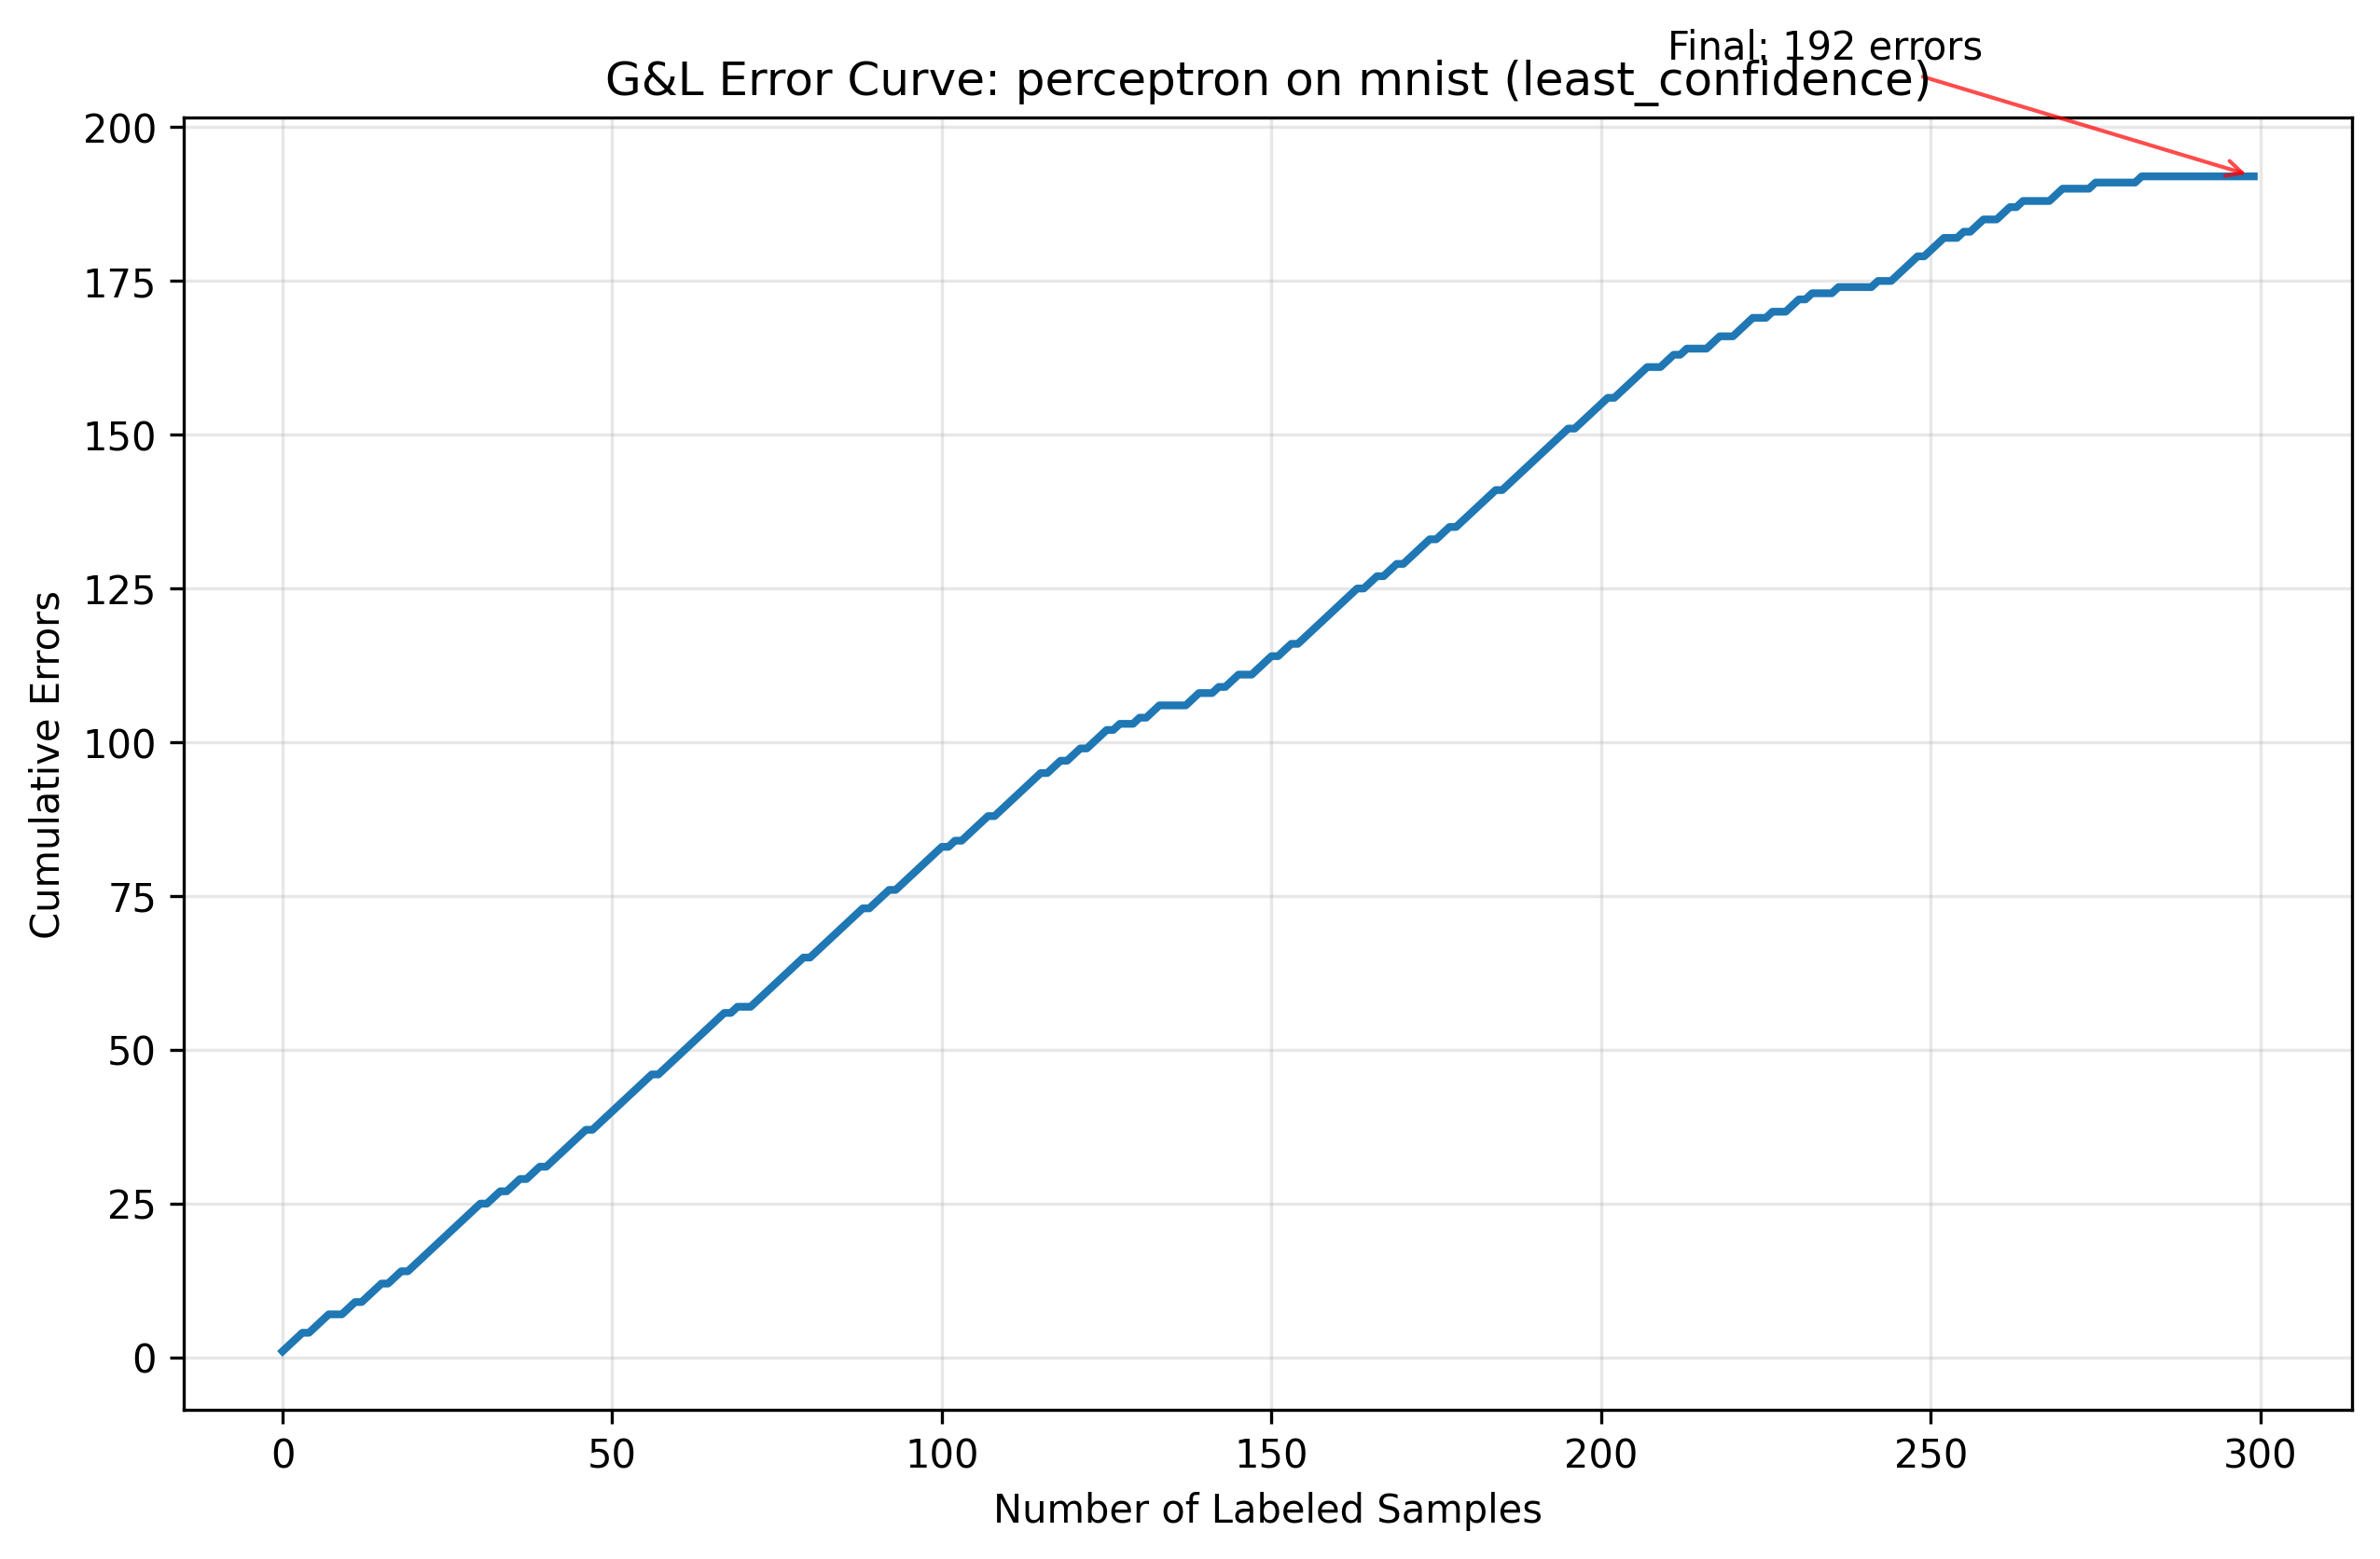 Final: 192 errors
G&L Error Curve: perceptron on mnist (least_confidence)
200
175
150
125
100
75
50
25
0
Cumulative Errors
0 50 100 150 200 250 300
Number of Labeled Samples